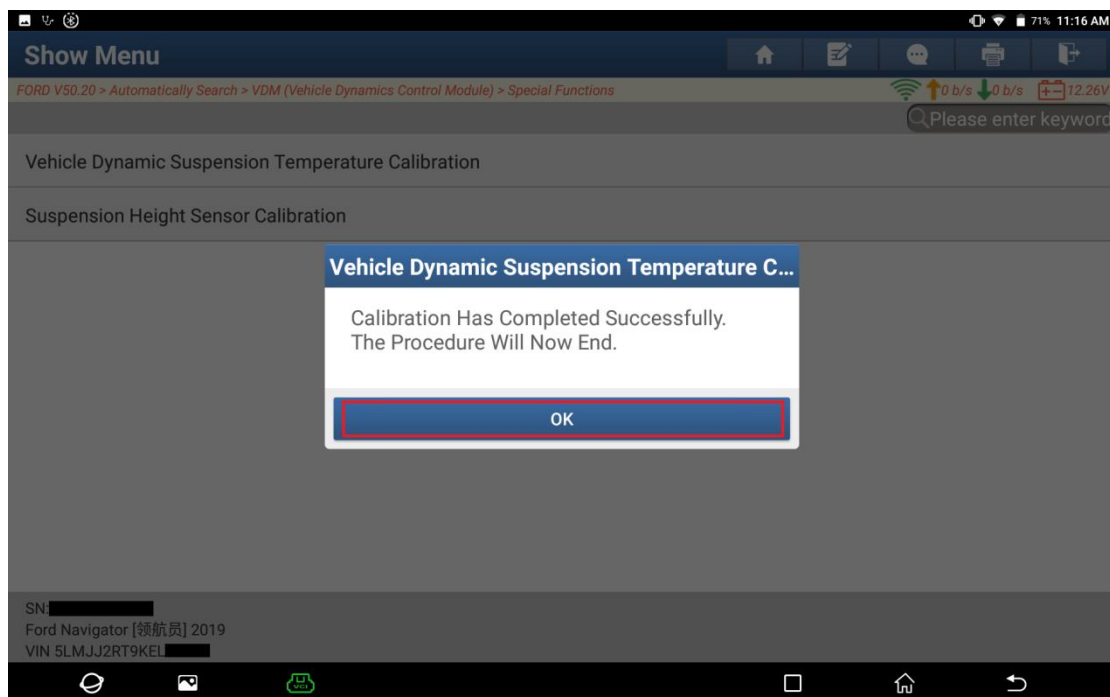 71% 11:16 AM
Show Menu
FORD V50.20 > Automatically Search > VDM (Vehicle Dynamics Control Module) > Special Functions
0 b/s 0 b/s 12.26V
Please enter keyword
Vehicle Dynamic Suspension Temperature Calibration
Suspension Height Sensor Calibration
Vehicle Dynamic Suspension Temperature C...
Calibration Has Completed Successfully.
The Procedure Will Now End.
OK
SN:
Ford Navigator [领航员] 2019
VIN 5LMJJ2RT9KEL
VCI